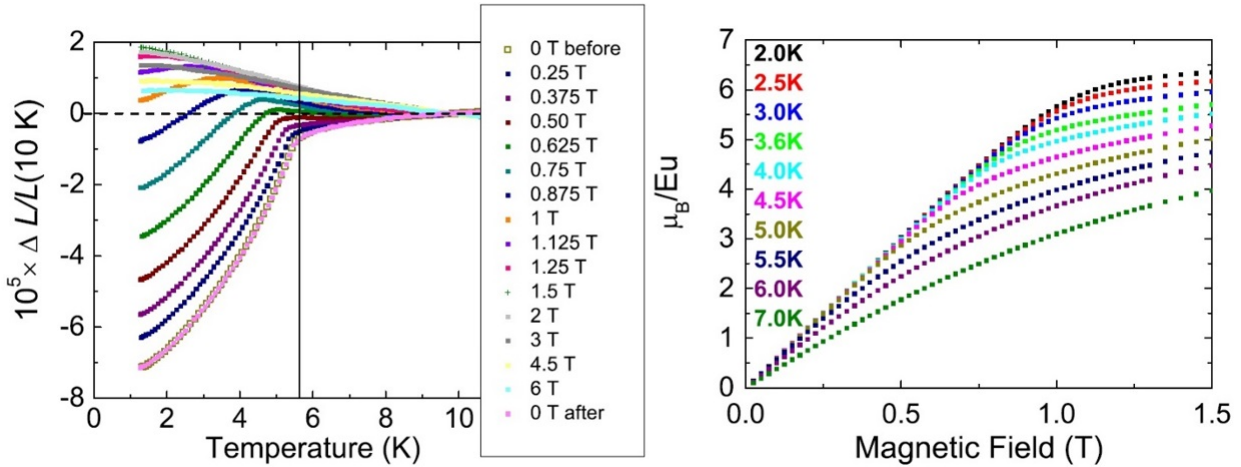 2
0
-2
-4
-6
-8
10⁵× Δ L/L(10 K)
0 2 4 6 8 10
Temperature (K)
0 T before
0.25 T
0.375 T
0.50 T
0.625 T
0.75 T
0.875 T
1 T
1.125 T
1.25 T
1.5 T
2 T
3 T
4.5 T
6 T
0 T after
μB/Eu
6
5
4
3
2
1
0
2.0K
2.5K
3.0K
3.6K
4.0K
4.5K
5.0K
5.5K
6.0K
7.0K
0.0 0.5 1.0 1.5
Magnetic Field (T)